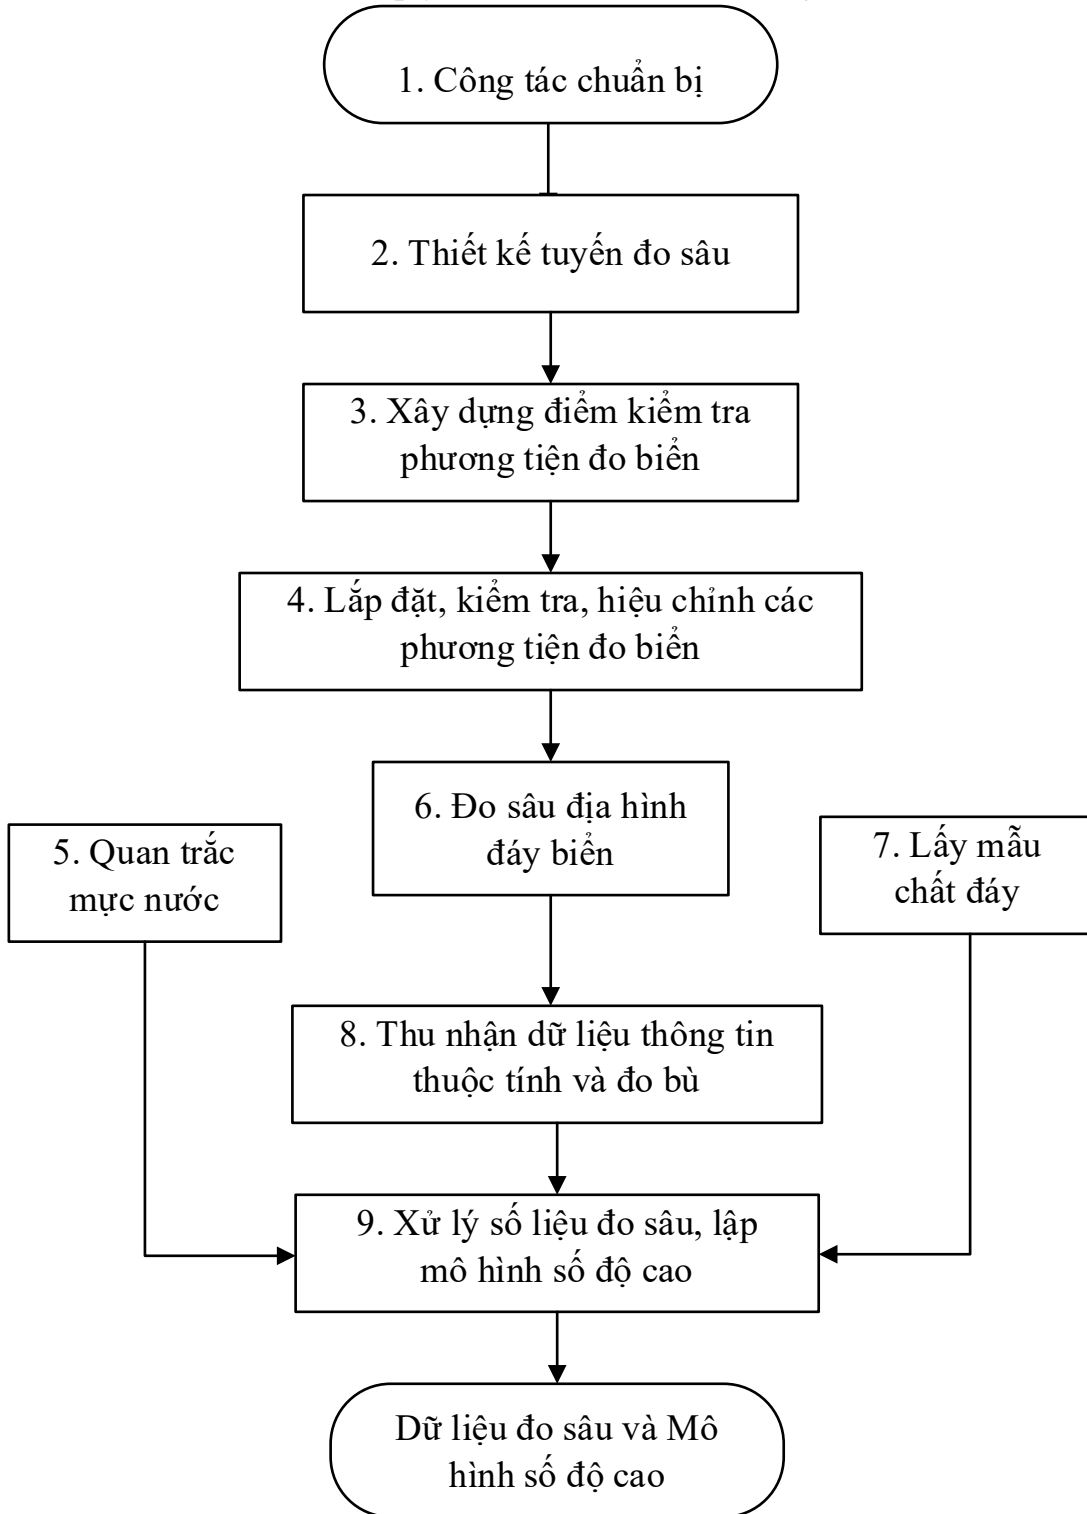 1. Công tác chuẩn bị
2. Thiết kế tuyến đo sâu
3. Xây dựng điểm kiểm tra
phương tiện đo biển
4. Lắp đặt, kiểm tra, hiệu chỉnh các
phương tiện đo biển
5. Quan trắc
mực nước
6. Đo sâu địa hình
đáy biển
7. Lấy mẫu
chất đáy
8. Thu nhận dữ liệu thông tin
thuộc tính và đo bù
9. Xử lý số liệu đo sâu, lập
mô hình số độ cao
Dữ liệu đo sâu và Mô
hình số độ cao